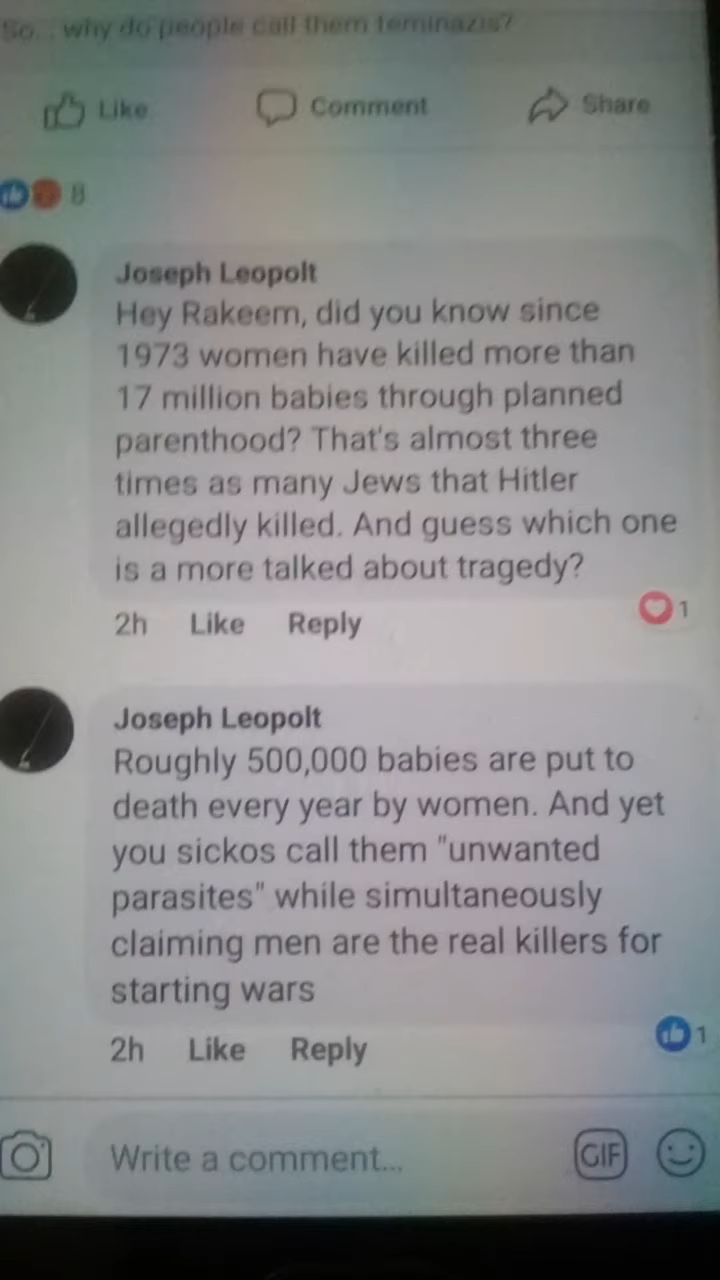 So... why do people call them feminazis?
Like
Comment
Share
8
Joseph Leopolt
Hey Rakeem, did you know since
1973 women have killed more than
17 million babies through planned
parenthood? That's almost three
times as many Jews that Hitler
allegedly killed. And guess which one
is a more talked about tragedy?
2h Like Reply
1
Joseph Leopolt
Roughly 500,000 babies are put to
death every year by women. And yet
you sickos call them "unwanted
parasites" while simultaneously
claiming men are the real killers for
starting wars
2h Like Reply
1
Write a comment...
GIF